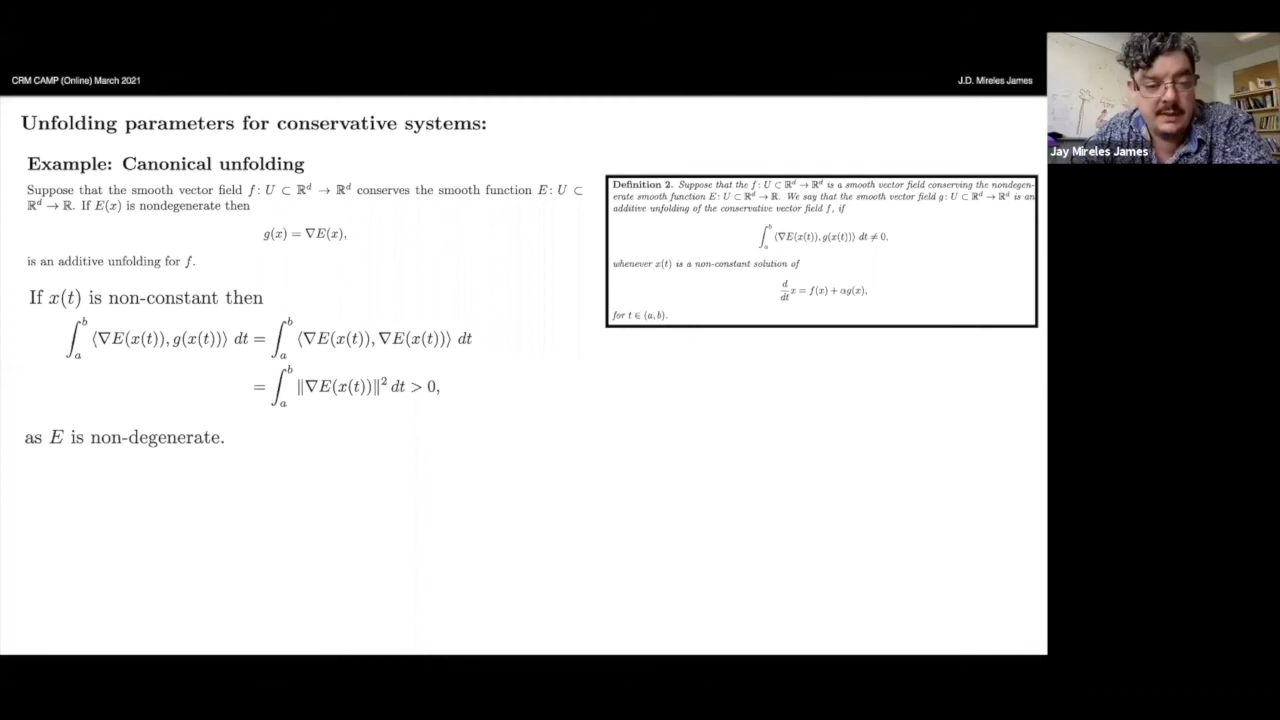 CRM CAMP (Online) March 2021
J.D. Mireles James
Unfolding parameters for conservative systems:
Example: Canonical unfolding
Suppose that the smooth vector field f: U ⊂ ℝ^d → ℝ^d conserves the smooth function E: U ⊂
ℝ^d → ℝ. If E(x) is nondegenerate then
g(x) = ∇E(x),
is an additive unfolding for f.
If x(t) is non-constant then
∫_a^b ⟨∇E(x(t)), g(x(t))⟩ dt = ∫_a^b ⟨∇E(x(t)), ∇E(x(t))⟩ dt
= ∫_a^b ‖∇E(x(t))‖² dt > 0,
as E is non-degenerate.
Definition 2. Suppose that the f: U ⊂ ℝ^d → ℝ^d is a smooth vector field conserving the nondegen-
erate smooth function E: U ⊂ ℝ^d → ℝ. We say that the smooth vector field g: U ⊂ ℝ^d → ℝ^d is an
additive unfolding of the conservative vector field f, if
∫_a^b ⟨∇E(x(t)), g(x(t))⟩ dt ≠ 0,
whenever x(t) is a non-constant solution of
d/dt x = f(x) + αg(x),
for t ∈ (a, b).
Jay Mireles James